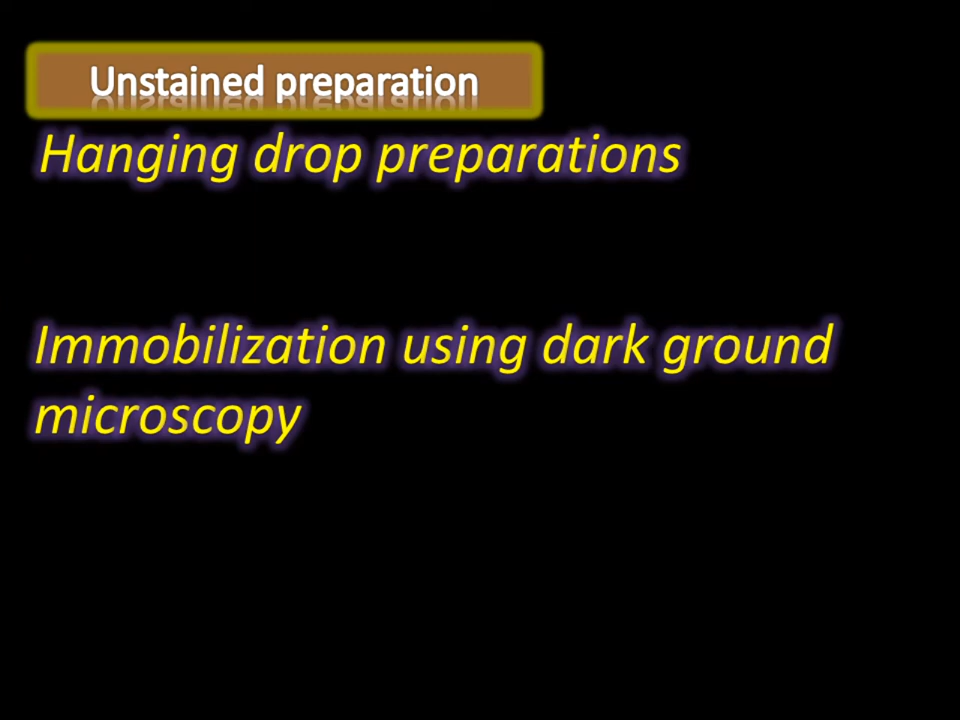 Unstained preparation
Hanging drop preparations
Immobilization using dark ground
microscopy